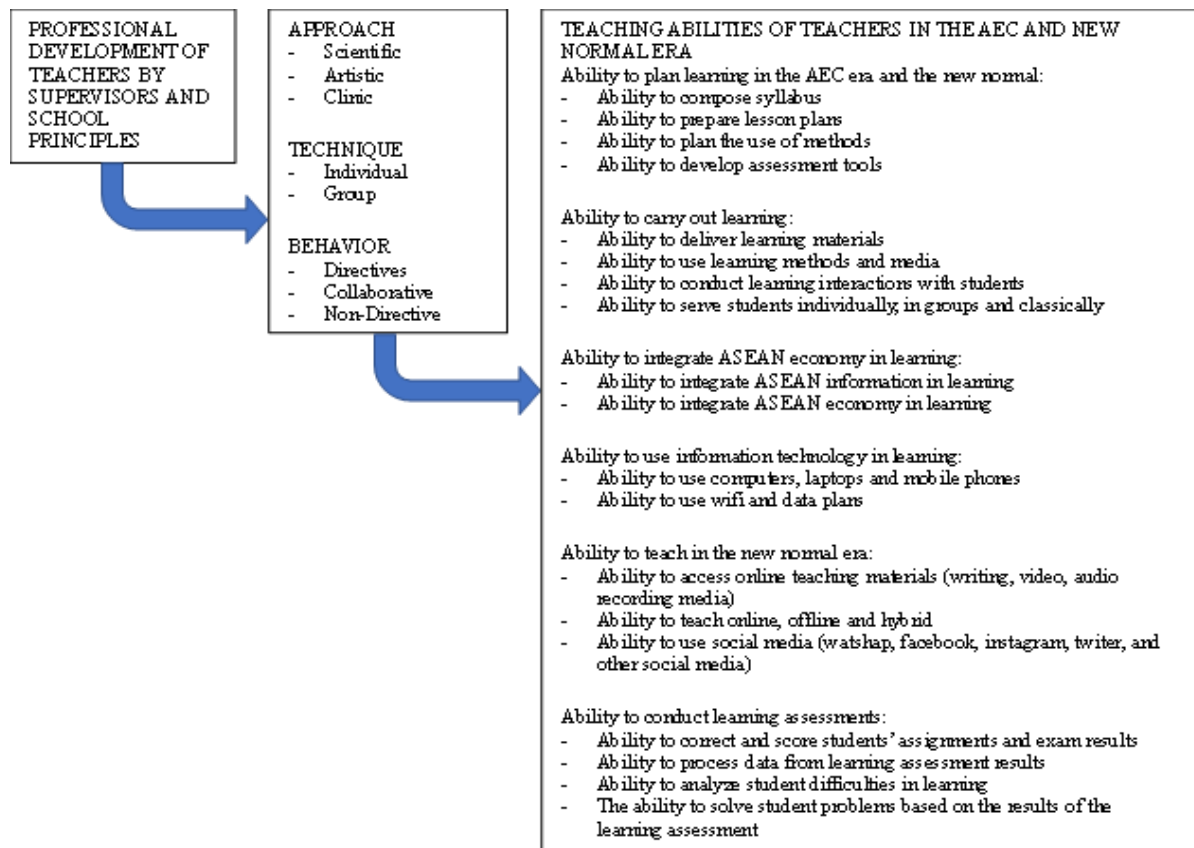 PROFESSIONAL
DEVELOPMENT OF
TEACHERS BY
SUPERVISORS AND
SCHOOL
PRINCIPLES
APPROACH
- Scientific
- Artistic
- Clinic
TECHNIQUE
- Individual
- Group
BEHAVIOR
- Directives
- Collaborative
- Non-Directive
TEACHING ABILITIES OF TEACHERS IN THE AEC AND NEW
NORMAL ERA
Ability to plan learning in the AEC era and the new normal:
- Ability to compose syllabus
- Ability to prepare lesson plans
- Ability to plan the use of methods
- Ability to develop assessment tools
Ability to carry out learning:
- Ability to deliver learning materials
- Ability to use learning methods and media
- Ability to conduct learning interactions with students
- Ability to serve students individually, in groups and classically
Ability to integrate ASEAN economy in learning:
- Ability to integrate ASEAN information in learning
- Ability to integrate ASEAN economy in learning
Ability to use information technology in learning:
- Ability to use computers, laptops and mobile phones
- Ability to use wifi and data plans
Ability to teach in the new normal era:
- Ability to access online teaching materials (writing, video, audio
recording media)
- Ability to teach online, offline and hybrid
- Ability to use social media (watshap, facebook, instagram, twiter, and
other social media)
Ability to conduct learning assessments:
- Ability to correct and score students' assignments and exam results
- Ability to process data from learning assessment results
- Ability to analyze student difficulties in learning
- The ability to solve student problems based on the results of the
learning assessment